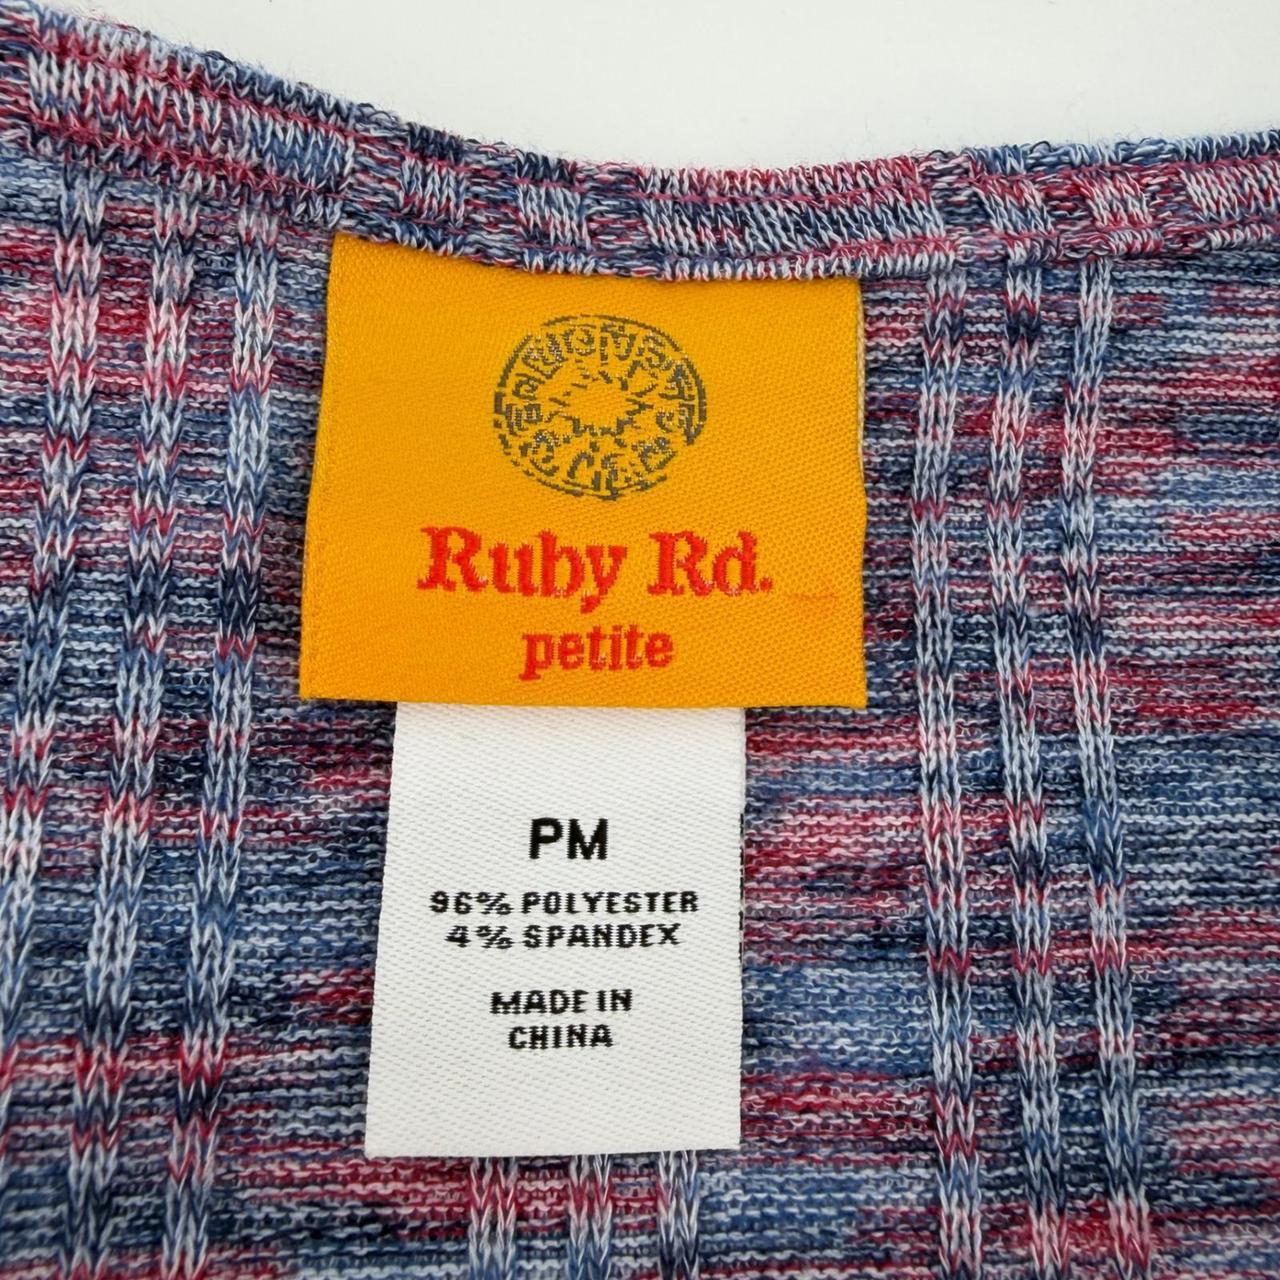 Ruby Rd.
petite
PM
96% POLYESTER
4% SPANDEX
MADE IN
CHINA